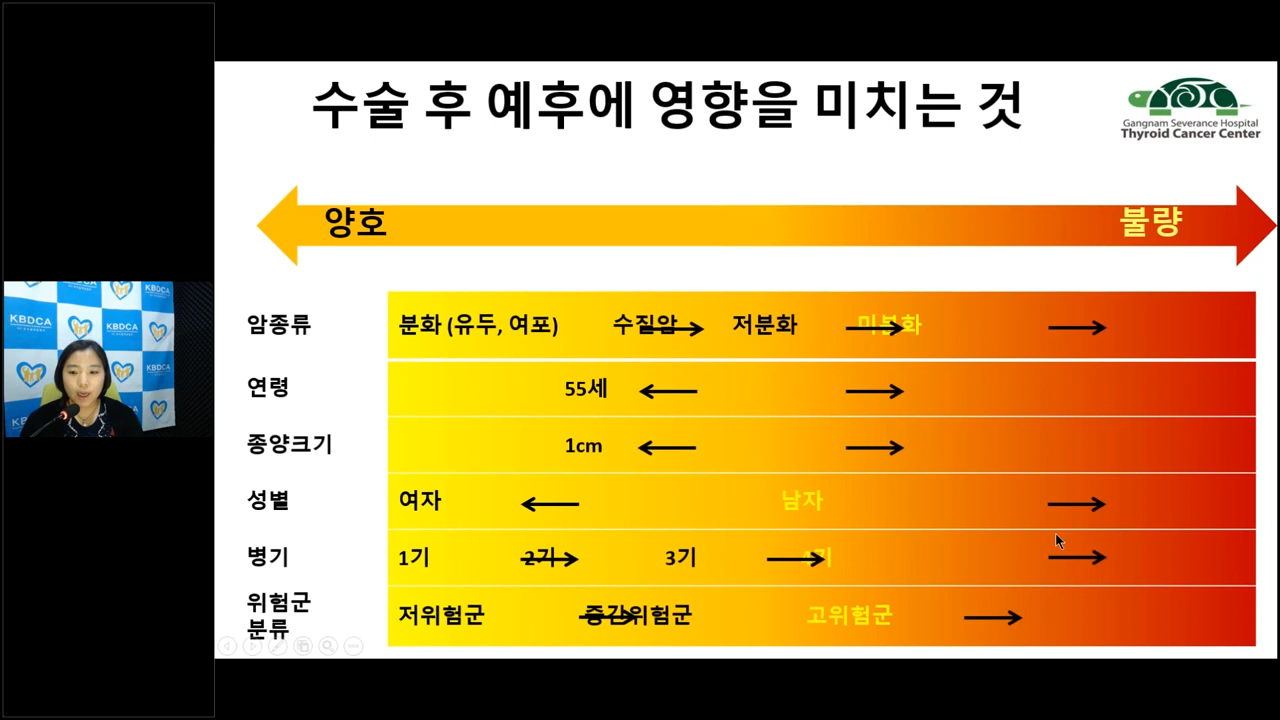 수술 후 예후에 영향을 미치는 것
Gangnam Severance Hospital
Thyroid Cancer Center
양호 불량
암종류 분화 (유두, 여포) 수질암 저분화 미분화
연령 55세
종양크기 1cm
성별 여자 남자
병기 1기 2기 3기 4기
위험군
분류 저위험군 중간위험군 고위험군
KBDCA
KBDCA
KBDCA